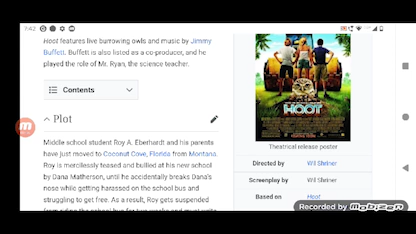 7:42
Hoot features live burrowing owls and music by Jimmy
Buffett. Buffett is also listed as a co-producer, and he
played the role of Mr. Ryan, the science teacher.
Contents
Plot
Middle school student Roy A. Eberhardt and his parents
have just moved to Coconut Cove, Florida from Montana.
Roy is mercilessly teased and bullied at his new school
by Dana Matherson, until he accidentally breaks Dana's
nose while getting harassed on the school bus and
struggling to get free. As a result, Roy gets suspended
HOOT
Theatrical release poster
Directed by Wil Shriner
Screenplay by Wil Shriner
Based on Hoot
Recorded by Mobizen